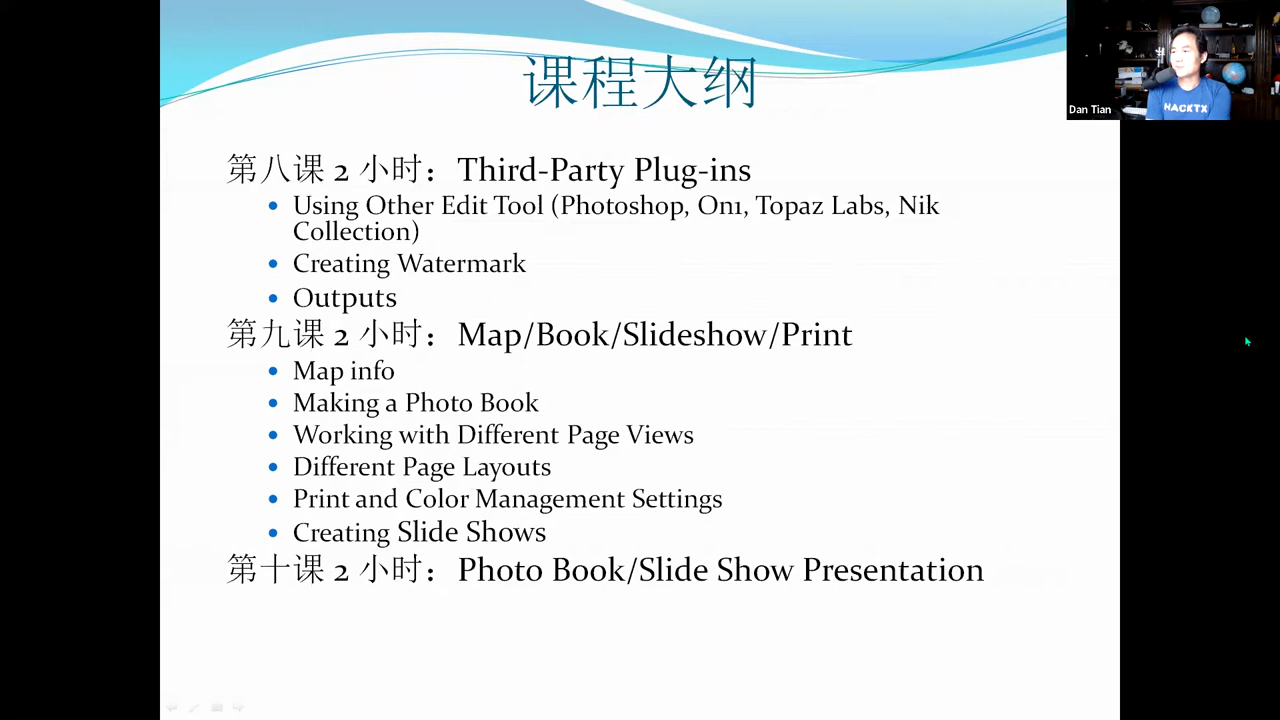 课程大纲
第八课 2 小时：Third-Party Plug-ins
Using Other Edit Tool (Photoshop, On1, Topaz Labs, Nik
Collection)
Creating Watermark
Outputs
第九课 2 小时：Map/Book/Slideshow/Print
Map info
Making a Photo Book
Working with Different Page Views
Different Page Layouts
Print and Color Management Settings
Creating Slide Shows
第十课 2 小时：Photo Book/Slide Show Presentation
HACKTX
Dan Tian